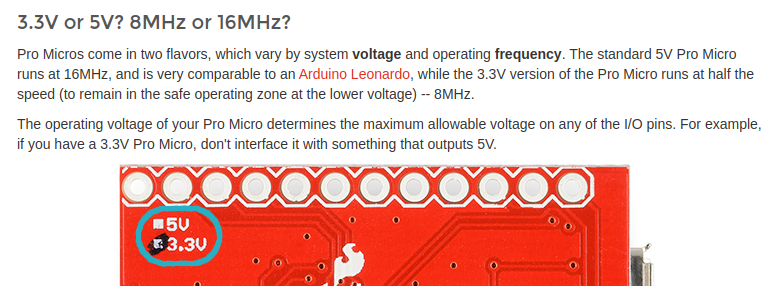 3.3V or 5V? 8MHz or 16MHz?
Pro Micros come in two flavors, which vary by system voltage and operating frequency. The standard 5V Pro Micro
runs at 16MHz, and is very comparable to an Arduino Leonardo, while the 3.3V version of the Pro Micro runs at half the
speed (to remain in the safe operating zone at the lower voltage) -- 8MHz.
The operating voltage of your Pro Micro determines the maximum allowable voltage on any of the I/O pins. For example,
if you have a 3.3V Pro Micro, don't interface it with something that outputs 5V.
5V
3.3V